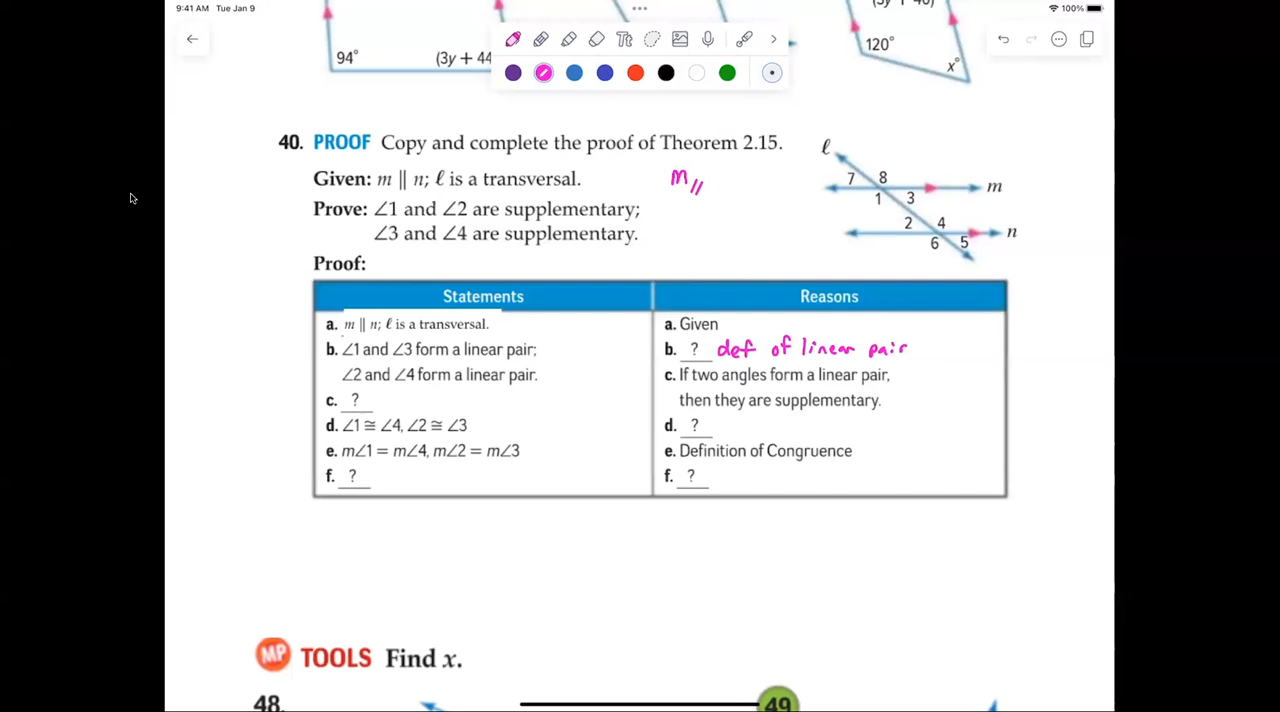 9:41 AM Tue Jan 9
100%
94°
(3y + 44
120°
x°
40. PROOF Copy and complete the proof of Theorem 2.15.
Given: m ∥ n; ℓ is a transversal.
m //
Prove: ∠1 and ∠2 are supplementary;
∠3 and ∠4 are supplementary.
ℓ
7 8
m
1 3
2 4
n
6 5
Proof:
Statements
Reasons
a. m ∥ n; ℓ is a transversal.
a. Given
b. ∠1 and ∠3 form a linear pair;
∠2 and ∠4 form a linear pair.
b. ? def of linear pair
c. ?
c. If two angles form a linear pair,
then they are supplementary.
d. ∠1 ≅ ∠4, ∠2 ≅ ∠3
d. ?
e. m∠1 = m∠4, m∠2 = m∠3
e. Definition of Congruence
f. ?
f. ?
MP TOOLS Find x.
48.
49